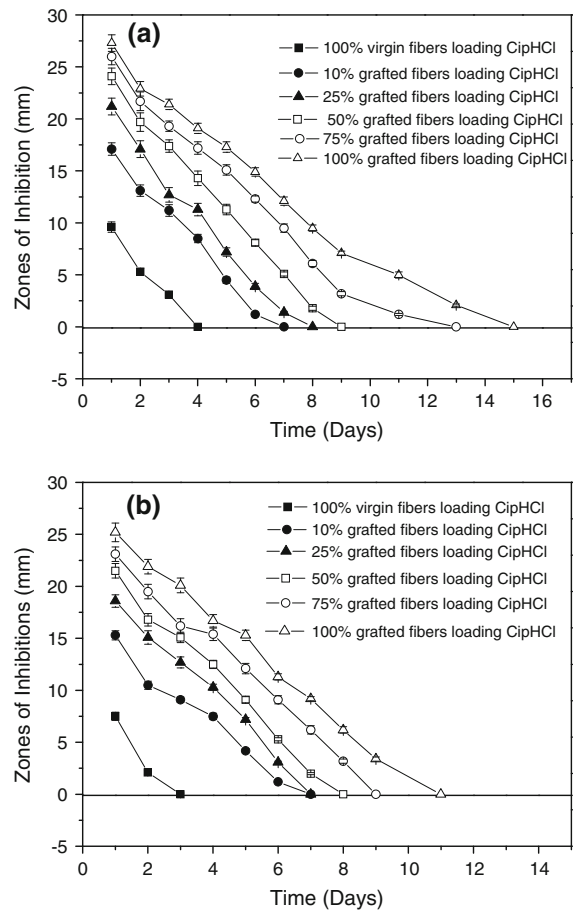 (a)
30
25
20
15
10
5
0
-5
Zones of Inhibition (mm)
100% virgin fibers loading CipHCl
10% grafted fibers loading CipHCl
25% grafted fibers loading CipHCl
50% grafted fibers loading CipHCl
75% grafted fibers loading CipHCl
100% grafted fibers loading CipHCl
0 2 4 6 8 10 12 14 16
Time (Days)
(b)
30
25
20
15
10
5
0
-5
Zones of Inhibitions (mm)
100% virgin fibers loading CipHCl
10% grafted fibers loading CipHCl
25% grafted fibers loading CipHCl
50% grafted fibers loading CipHCl
75% grafted fibers loading CipHCl
100% grafted fibers loading CipHCl
0 2 4 6 8 10 12 14
Time (Days)